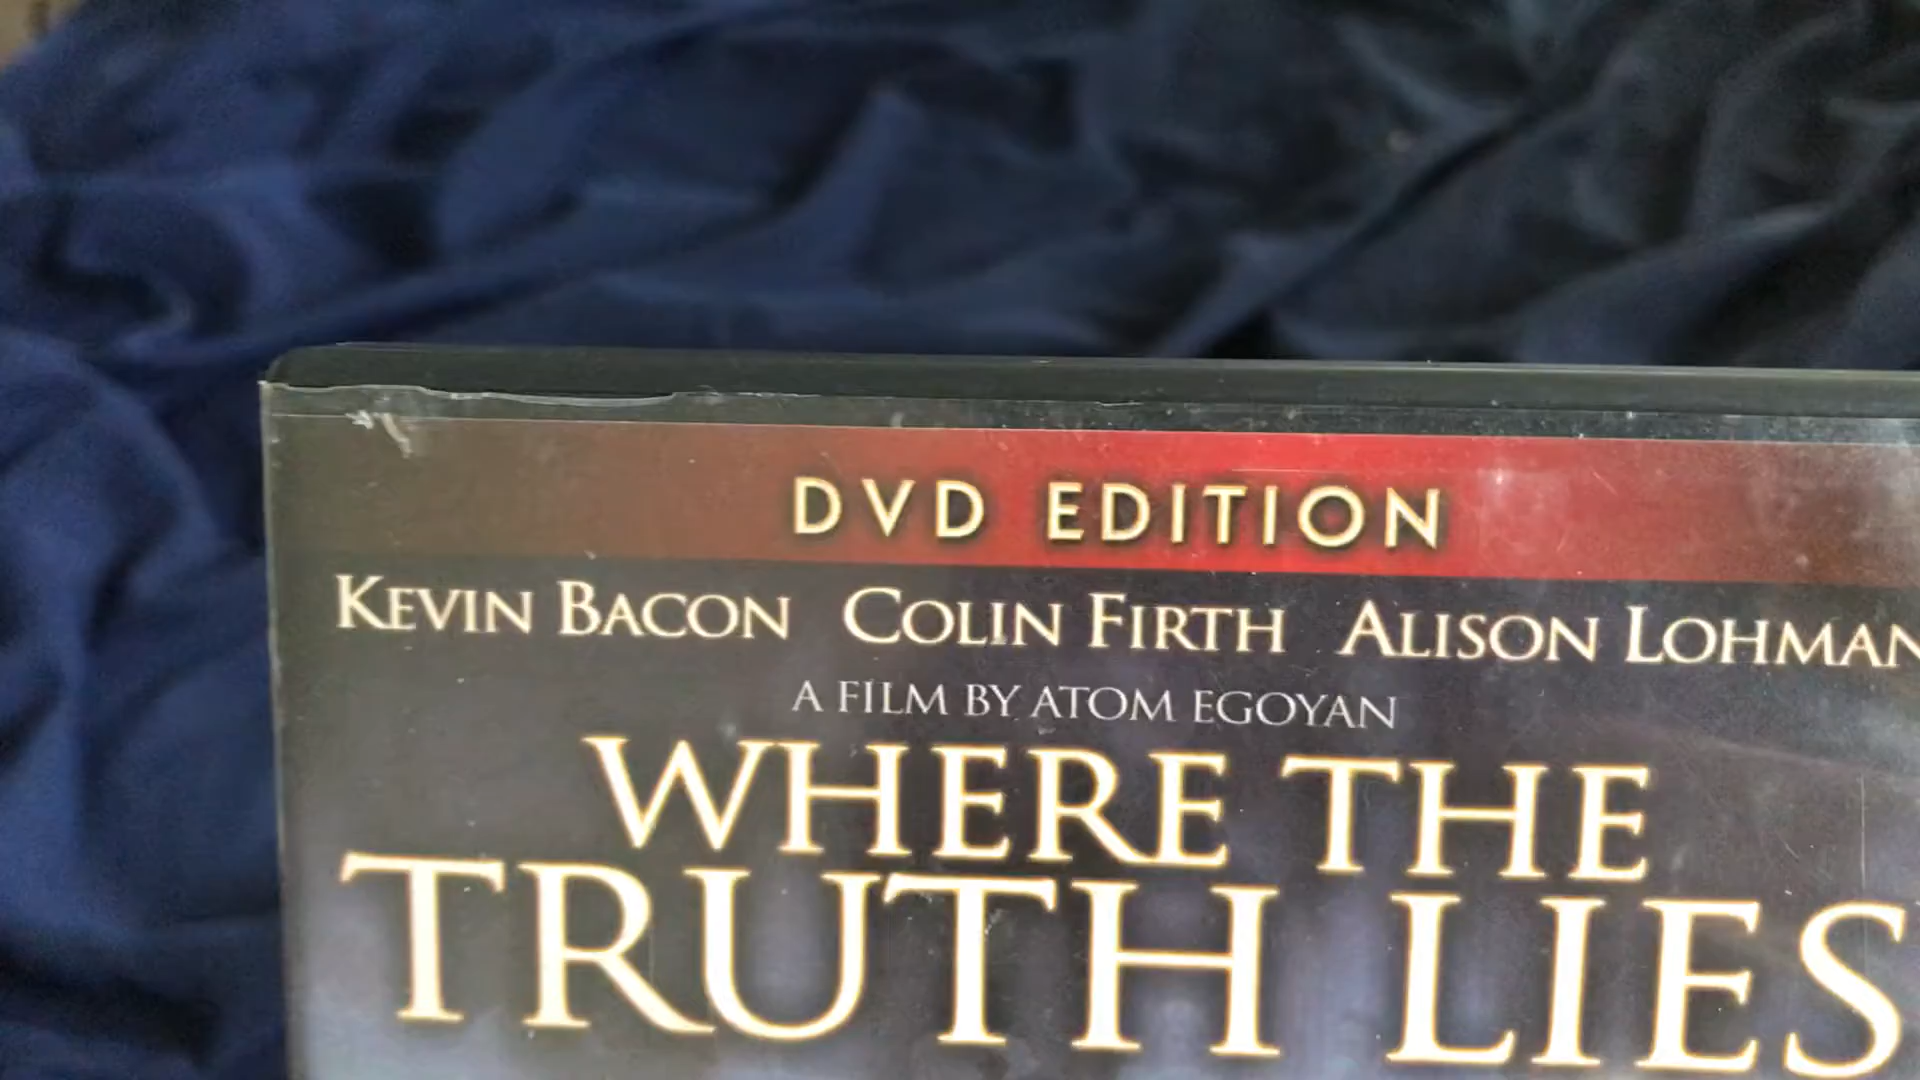 DVD EDITION
KEVIN BACON COLIN FIRTH ALISON LOHMAN
A FILM BY ATOM EGOYAN
WHERE THE
TRUTH LIES